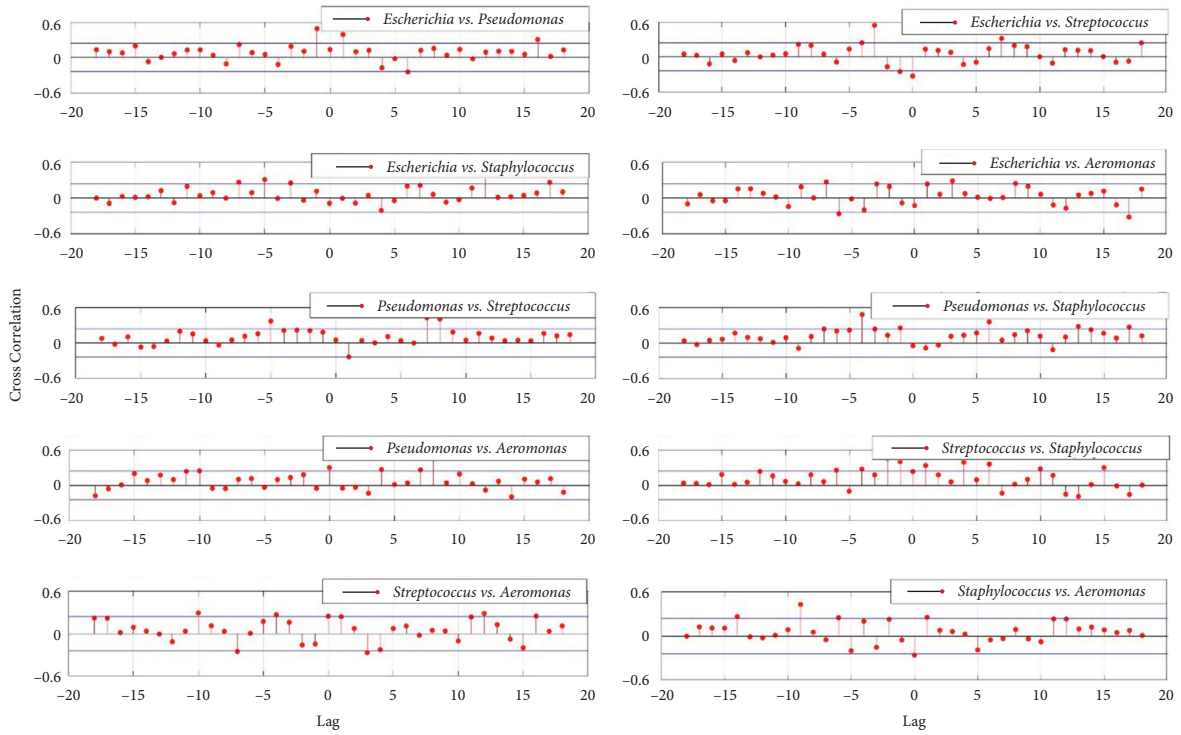 Escherichia vs. Pseudomonas
0.6
0
−0.6
−20 −15 −10 −5 0 5 10 15 20
Escherichia vs. Streptococcus
0.6
0
−0.6
−20 −15 −10 −5 0 5 10 15 20
Escherichia vs. Staphylococcus
0.6
0
−0.6
−20 −15 −10 −5 0 5 10 15 20
Escherichia vs. Aeromonas
0.6
0
−0.6
−20 −15 −10 −5 0 5 10 15 20
Cross Correlation
Pseudomonas vs. Streptococcus
0.6
0
−0.6
−20 −15 −10 −5 0 5 10 15 20
Pseudomonas vs. Staphylococcus
0.6
0
−0.6
−20 −15 −10 −5 0 5 10 15 20
Pseudomonas vs. Aeromonas
0.6
0
−0.6
−20 −15 −10 −5 0 5 10 15 20
Streptococcus vs. Staphylococcus
0.6
0
−0.6
−20 −15 −10 −5 0 5 10 15 20
Streptococcus vs. Aeromonas
0.6
0
−0.6
−20 −15 −10 −5 0 5 10 15 20
Lag
Staphylococcus vs. Aeromonas
0.6
0
−0.6
−20 −15 −10 −5 0 5 10 15 20
Lag